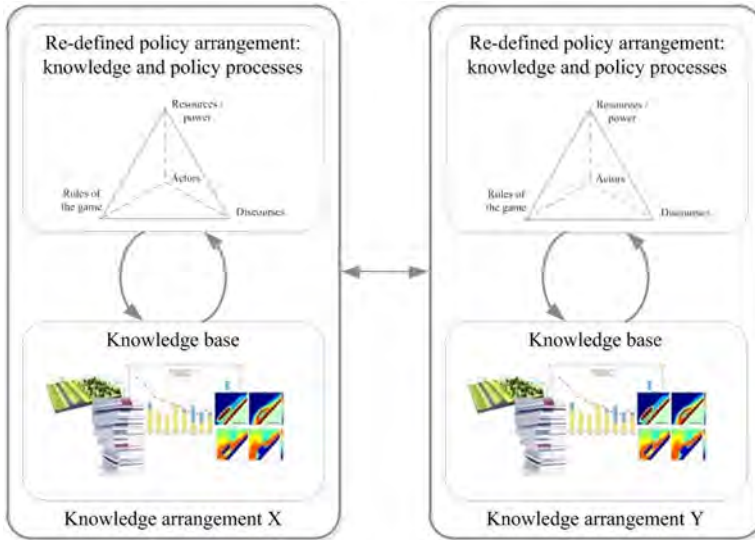 Re-defined policy arrangement:
knowledge and policy processes
Resources /
power
Actors
Rules of
the game
Discourses
Knowledge base
Knowledge arrangement X
Re-defined policy arrangement:
knowledge and policy processes
Resources /
power
Actors
Rules of
the game
Discourses
Knowledge base
Knowledge arrangement Y